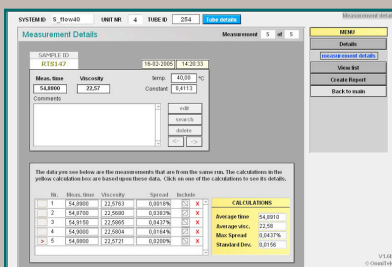 SYSTEM ID S_flow40 UNIT NR. 4 TUBE ID 254 Tube details
Measurement details
Measurement Details Measurement 5 of 5
SAMPLE ID
RTS147 16-02-2005 14:20:33
Meas. time Viscosity temp. 40,00 °C
54,8800 22,57 Constant 0,4113
Comments
edit
search
delete
<- ->
The data you see below are the measurements that are from the same run. The calculations in the
yellow calculation box are based upon these data. Click on one of the calculations to see its details.
Nr. Meas. time Viscosity Spread Include
1 54,8900 22,5763 0,0018% X
2 54,8700 22,5680 0,0383% X
3 54,9150 22,5865 0,0437% X
4 54,9000 22,5804 0,0164% X
> 5 54,8800 22,5721 0,0200% X
CALCULATIONS
Average time 54,8910
Average visc. 22,58
Max Spread 0,0437%
Standard Dev. 0,0156
MENU
Details
measurement details
View list
Create Report
Back to main